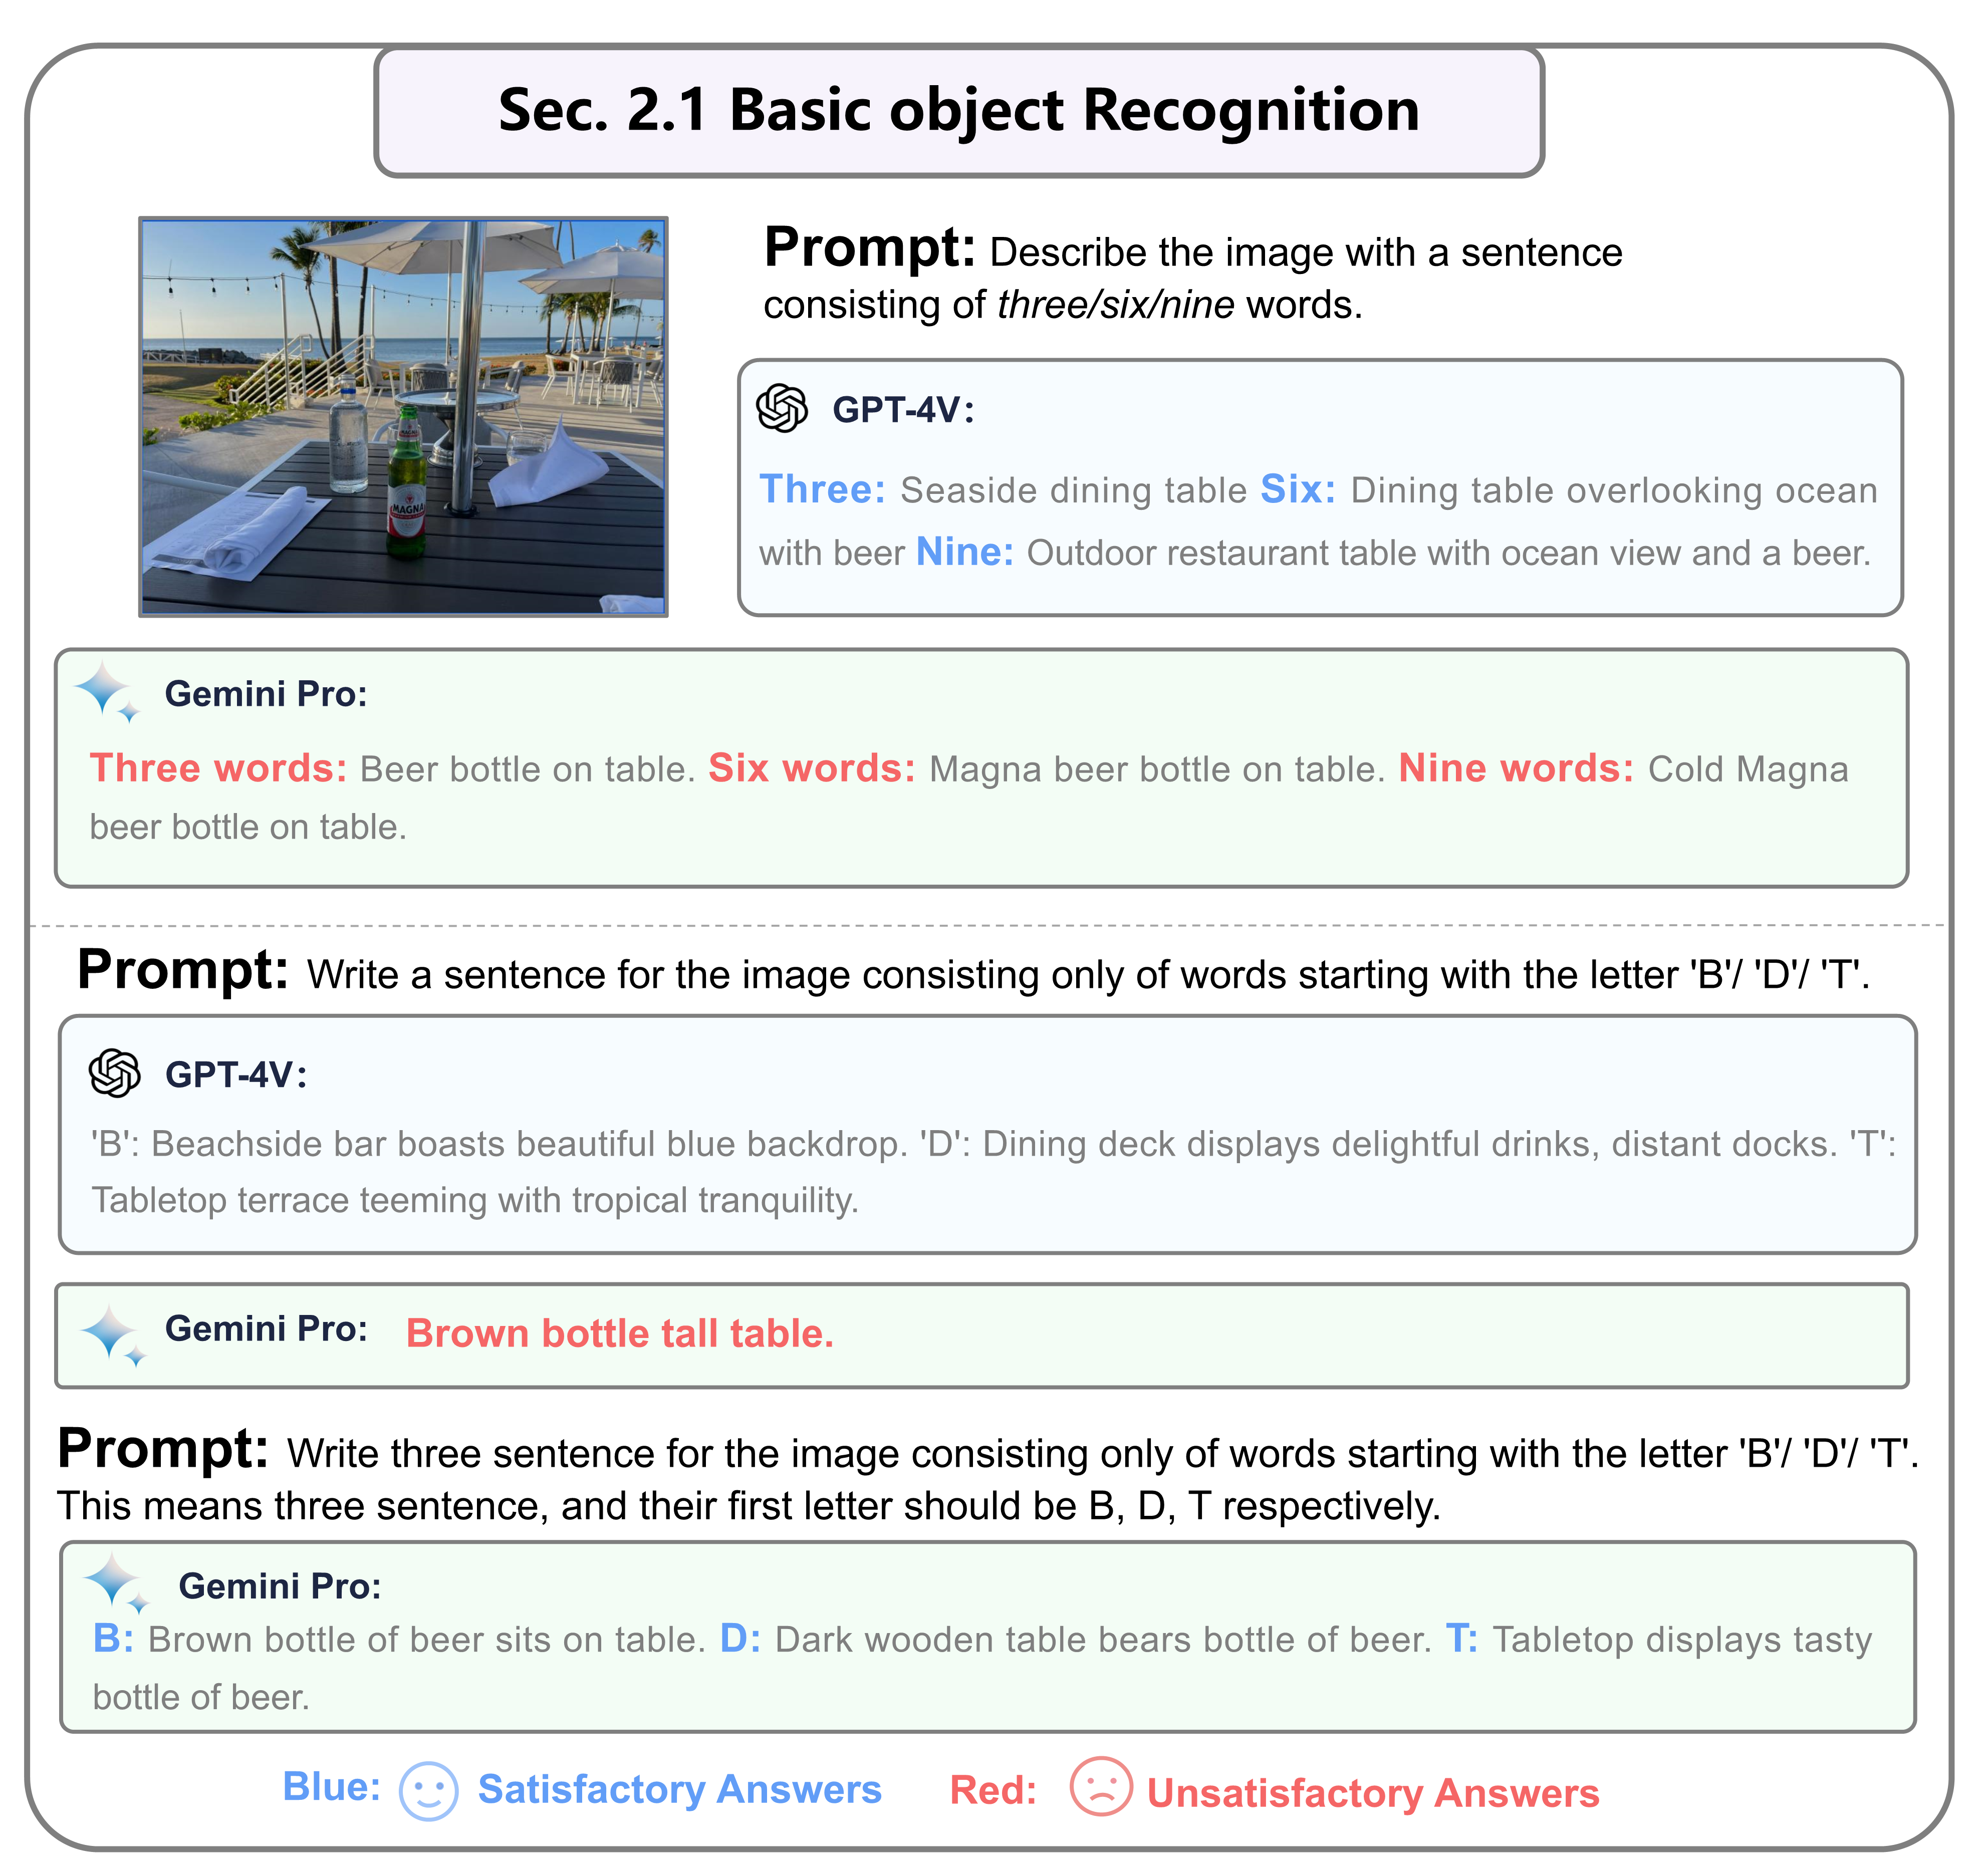 Sec. 2.1 Basic object Recognition
Prompt: Describe the image with a sentence
consisting of three/six/nine words.
MAGNA
GPT-4V:
Three: Seaside dining table Six: Dining table overlooking ocean
with beer Nine: Outdoor restaurant table with ocean view and a beer.
Gemini Pro:
Three words: Beer bottle on table. Six words: Magna beer bottle on table. Nine words: Cold Magna
beer bottle on table.
Prompt: Write a sentence for the image consisting only of words starting with the letter 'B'/ 'D'/ 'T'.
GPT-4V:
'B': Beachside bar boasts beautiful blue backdrop. 'D': Dining deck displays delightful drinks, distant docks. 'T':
Tabletop terrace teeming with tropical tranquility.
Gemini Pro: Brown bottle tall table.
Prompt: Write three sentence for the image consisting only of words starting with the letter 'B'/ 'D'/ 'T'.
This means three sentence, and their first letter should be B, D, T respectively.
Gemini Pro:
B: Brown bottle of beer sits on table. D: Dark wooden table bears bottle of beer. T: Tabletop displays tasty
bottle of beer.
Blue: Satisfactory Answers Red: Unsatisfactory Answers